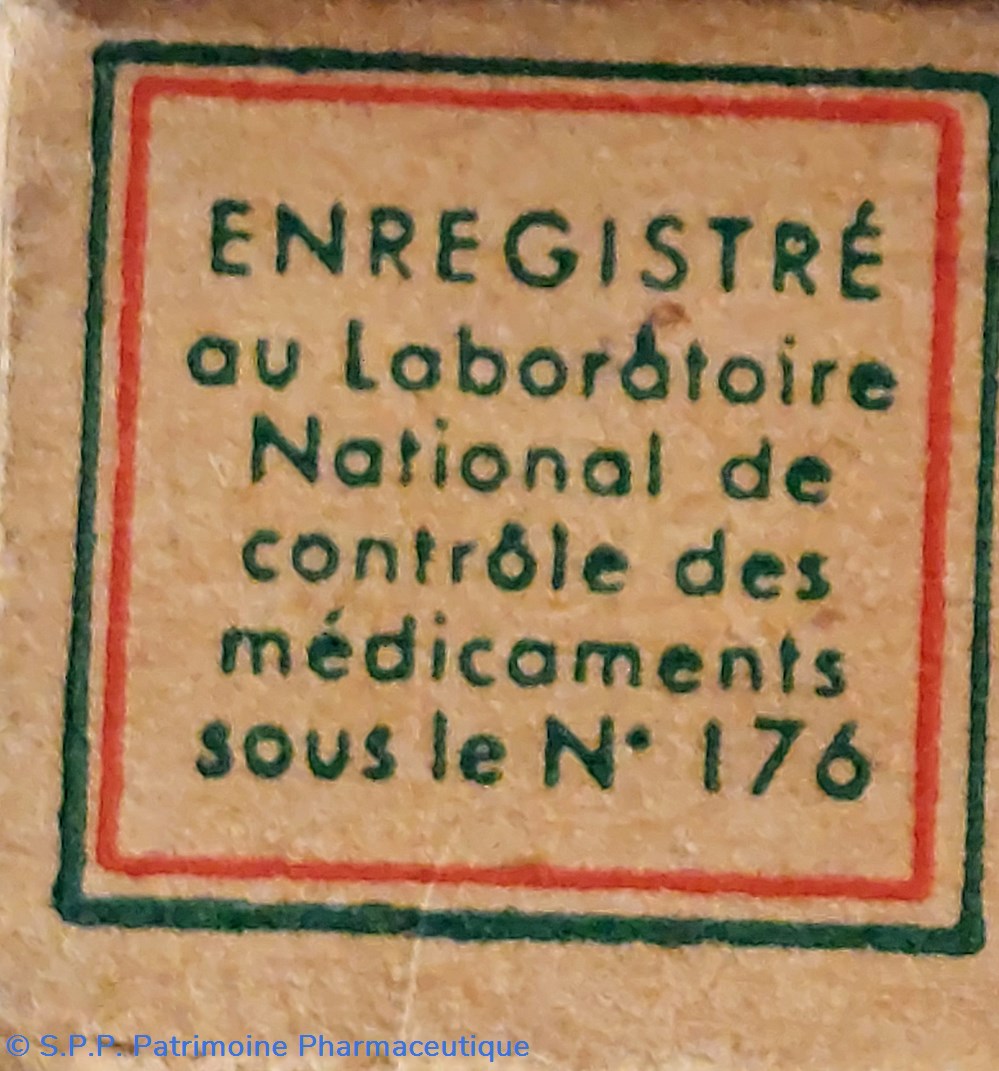 ENREGISTRÉ
au Laboratoire
National de
contrôle des
médicaments
sous le N° 176
© S.P.P. Patrimoine Pharmaceutique